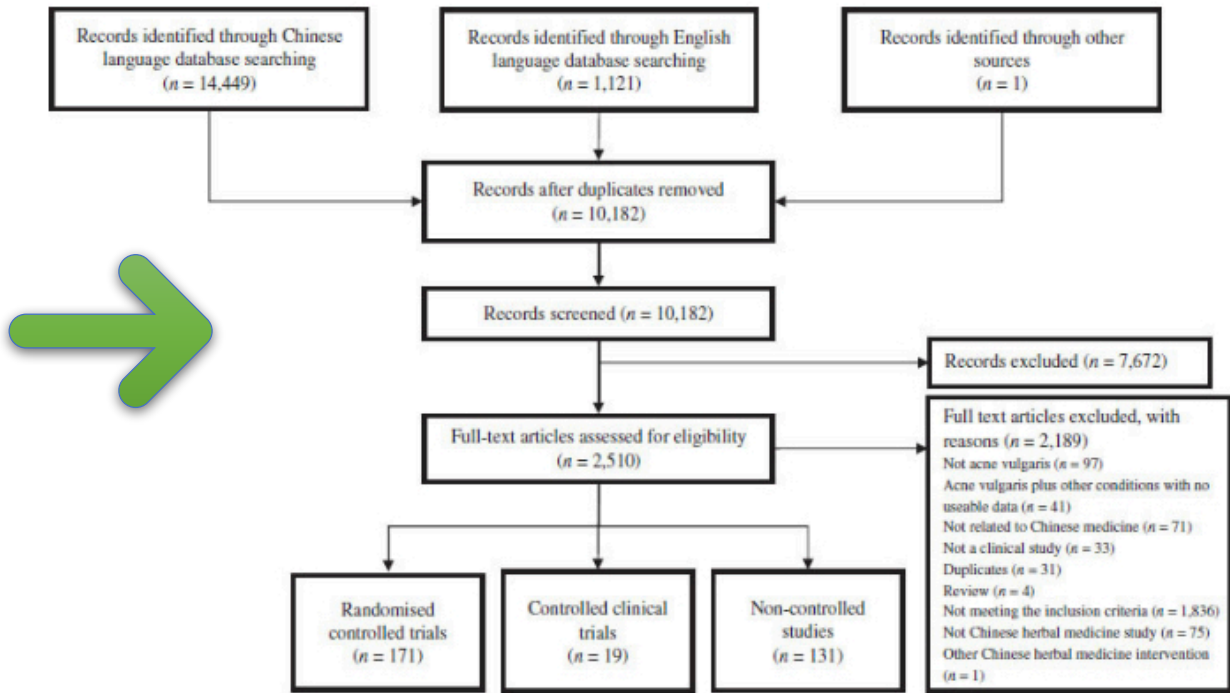 Records identified through Chinese
language database searching
(n = 14,449)
Records identified through English
language database searching
(n = 1,121)
Records identified through other
sources
(n = 1)
Records after duplicates removed
(n = 10,182)
Records screened (n = 10,182)
Records excluded (n = 7,672)
Full-text articles assessed for eligibility
(n = 2,510)
Full text articles excluded, with
reasons (n = 2,189)
Not acne vulgaris (n = 97)
Acne vulgaris plus other conditions with no
useable data (n = 41)
Not related to Chinese medicine (n = 71)
Not a clinical study (n = 33)
Duplicates (n = 31)
Review (n = 4)
Not meeting the inclusion criteria (n = 1,836)
Not Chinese herbal medicine study (n = 75)
Other Chinese herbal medicine intervention
(n = 1)
Randomised
controlled trials
(n = 171)
Controlled clinical
trials
(n = 19)
Non-controlled
studies
(n = 131)